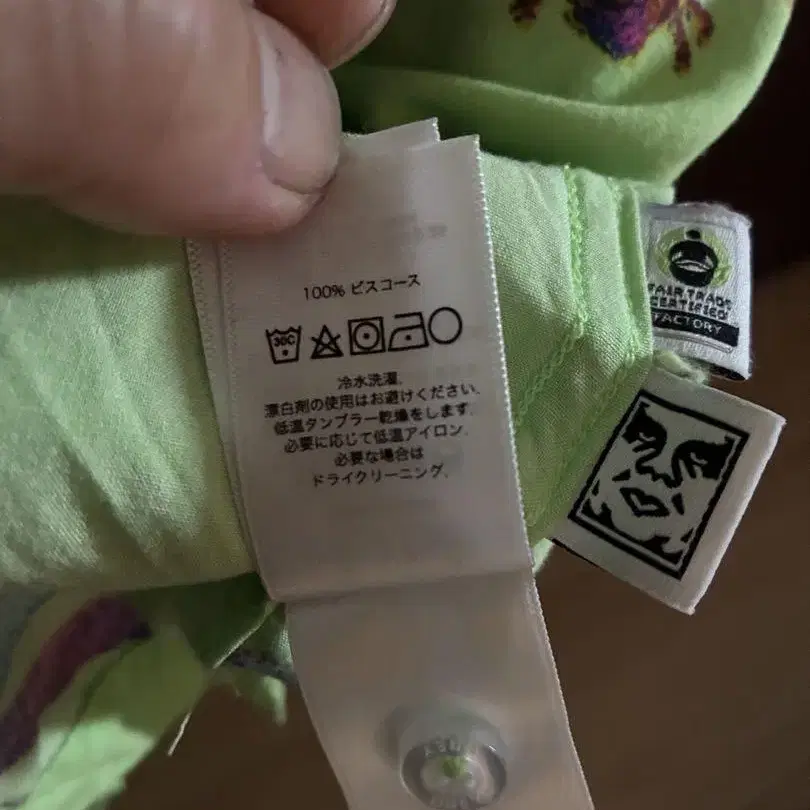 100% ビスコース
30C
冷水洗濯.
漂白剤の使用はお避けください.
低温タンブラー乾燥をします.
必要に応じて低温アイロン.
必要な場合は
ドライクリーニング.
FAIR TRADE
CERTIFIED
FACTORY